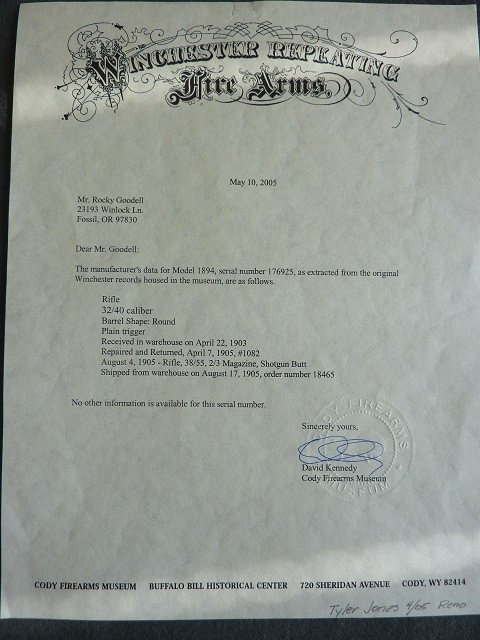 WINCHESTER REPEATING
Fire Arms.
May 10, 2005
Mr. Rocky Goodell
23193 Winlock Ln.
Fossil, OR 97830
Dear Mr. Goodell:
The manufacturer's data for Model 1894, serial number 176925, as extracted from the original
Winchester records housed in the museum, are as follows.
Rifle
32/40 caliber
Barrel Shape: Round
Plain trigger
Received in warehouse on April 22, 1903
Repaired and Returned, April 7, 1905, #1082
August 4, 1905 - Rifle, 38/55, 2/3 Magazine, Shotgun Butt
Shipped from warehouse on August 17, 1905, order number 18465
No other information is available for this serial number.
Sincerely yours,
David Kennedy
Cody Firearms Museum
CODY FIREARMS
MUSEUM
CODY FIREARMS MUSEUM BUFFALO BILL HISTORICAL CENTER 720 SHERIDAN AVENUE CODY, WY 82414
Tyler Jones 4/05 Reno